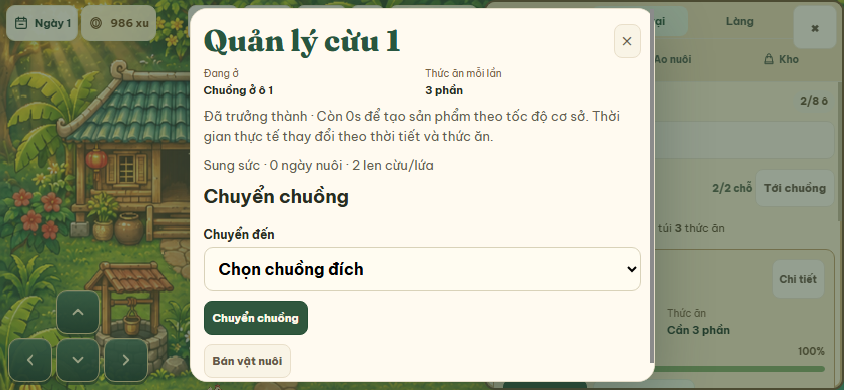 Ngày 1
986 xu
Quản lý cừu 1
Đang ở
Chuồng ở ô 1
Thức ăn mỗi lần
3 phần
Đã trưởng thành · Còn 0s để tạo sản phẩm theo tốc độ cơ sở. Thời
gian thực tế thay đổi theo thời tiết và thức ăn.
Sung sức · 0 ngày nuôi · 2 len cừu/lứa
Chuyển chuồng
Chuyển đến
Chọn chuồng đích
Chuyển chuồng
Bán vật nuôi
Làng
Ao nuôi
Kho
2/8 ô
2/2 chỗ
Tới chuồng
túi 3 thức ăn
Chi tiết
Thức ăn
Cần 3 phần
100%